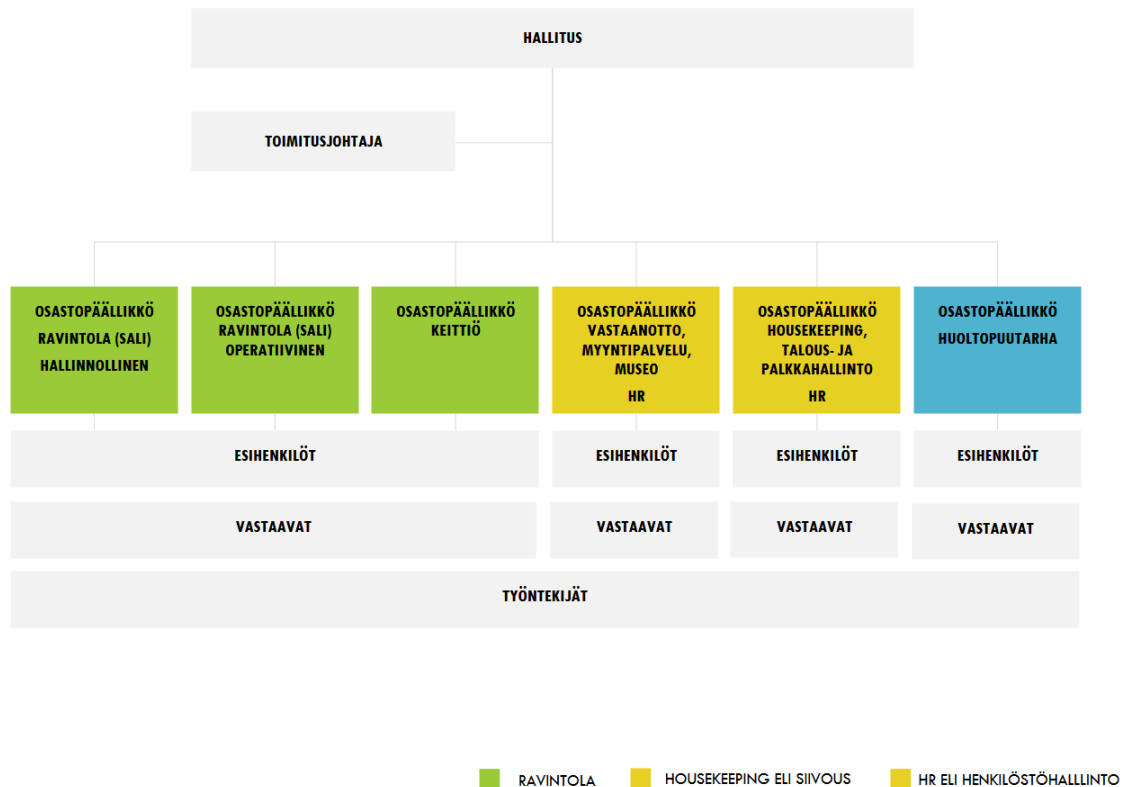 HALLITUS
TOIMITUSJOHTAJA
OSASTOPÄÄLLIKKÖ
RAVINTOLA (SALI)
HALLINNOLLINEN
OSASTOPÄÄLLIKKÖ
RAVINTOLA (SALI)
OPERATIIVINEN
OSASTOPÄÄLLIKKÖ
KEITTIÖ
OSASTOPÄÄLLIKKÖ
VASTAANOTTO,
MYYNTIPALVELU,
MUSEO
HR
OSASTOPÄÄLLIKKÖ
HOUSEKEEPING,
TALOUS- JA
PALKKAHALLINTO
HR
OSASTOPÄÄLLIKKÖ
HUOLTOPUUTARHA
ESIHENKILÖT
ESIHENKILÖT
ESIHENKILÖT
ESIHENKILÖT
VASTAAVAT
VASTAAVAT
VASTAAVAT
VASTAAVAT
TYÖNTEKIJÄT
RAVINTOLA
HOUSEKEEPING ELI SIIVOUS
HR ELI HENKILÖSTÖHALLLINTO